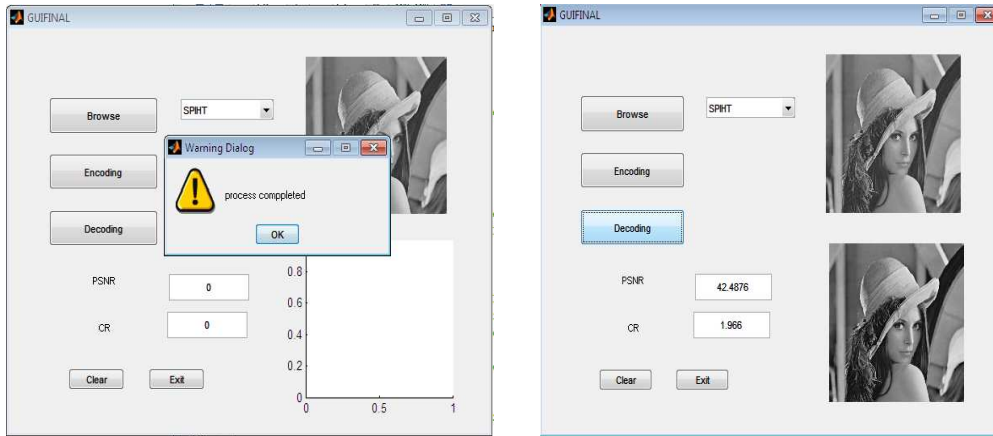 GUIFINAL
Browse
SPIHT
Warning Dialog
process comppleted
OK
Encoding
Decoding
PSNR
0
CR
0
Clear
Exit
0.8
0.6
0.4
0.2
0
0
0.5
1
GUIFINAL
Browse
SPIHT
Encoding
Decoding
PSNR
42.4876
CR
1.966
Clear
Exit